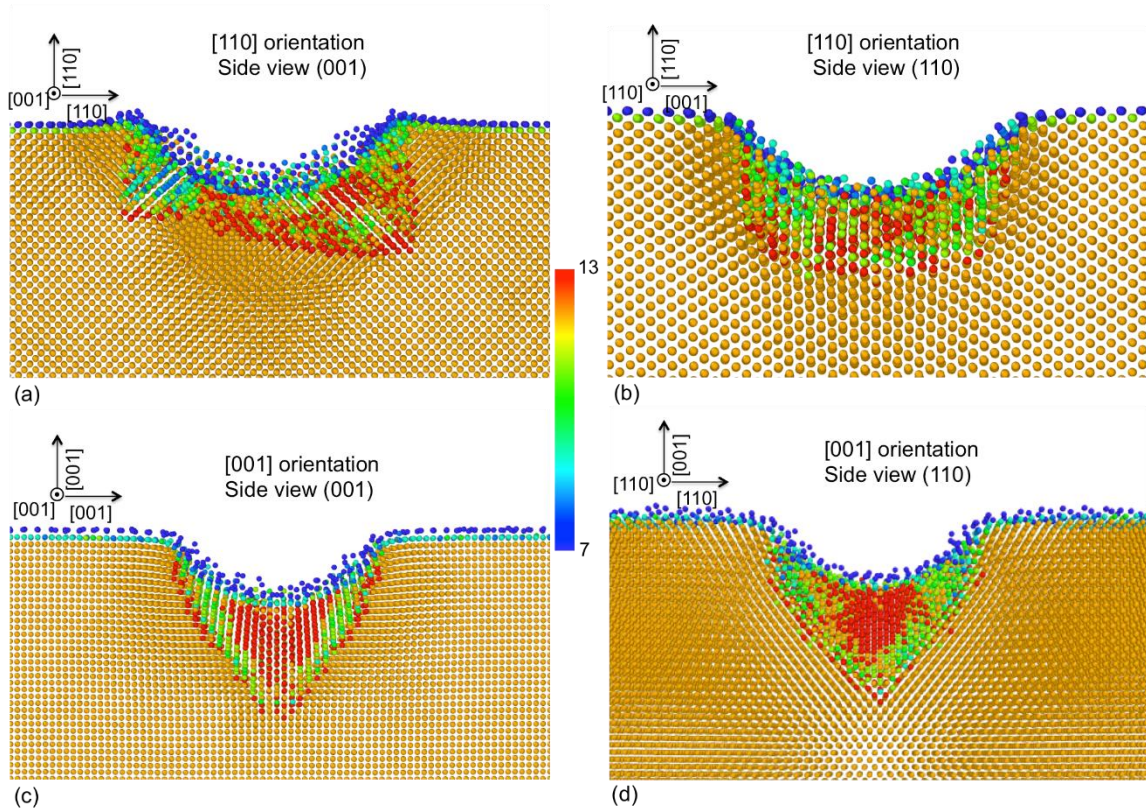 [110] orientation
Side view (001)
[110]
[001]
[110]
(a)
[110] orientation
Side view (110)
[110]
[110]
[001]
(b)
13
7
[001] orientation
Side view (001)
[001]
[001]
[001]
(c)
[001] orientation
Side view (110)
[001]
[110]
[110]
(d)